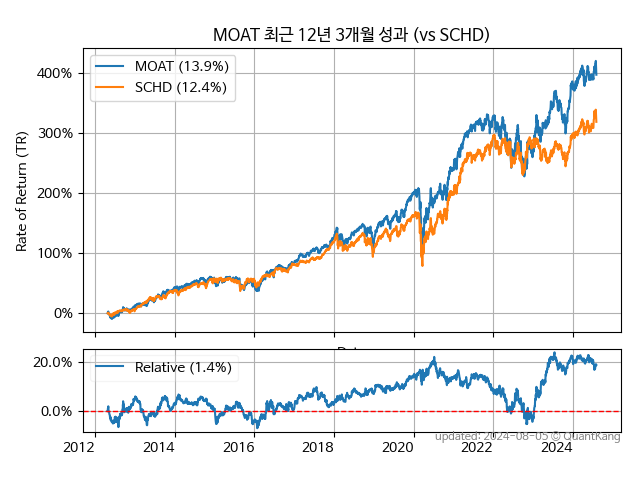 MOAT 최근 12년 3개월 성과 (vs SCHD)
MOAT (13.9%)
SCHD (12.4%)
Rate of Return (TR)
400%
300%
200%
100%
0%
Relative (1.4%)
20.0%
0.0%
2012 2014 2016 2018 2020 2022 2024
updated: 2024-08-05 © QuantKang